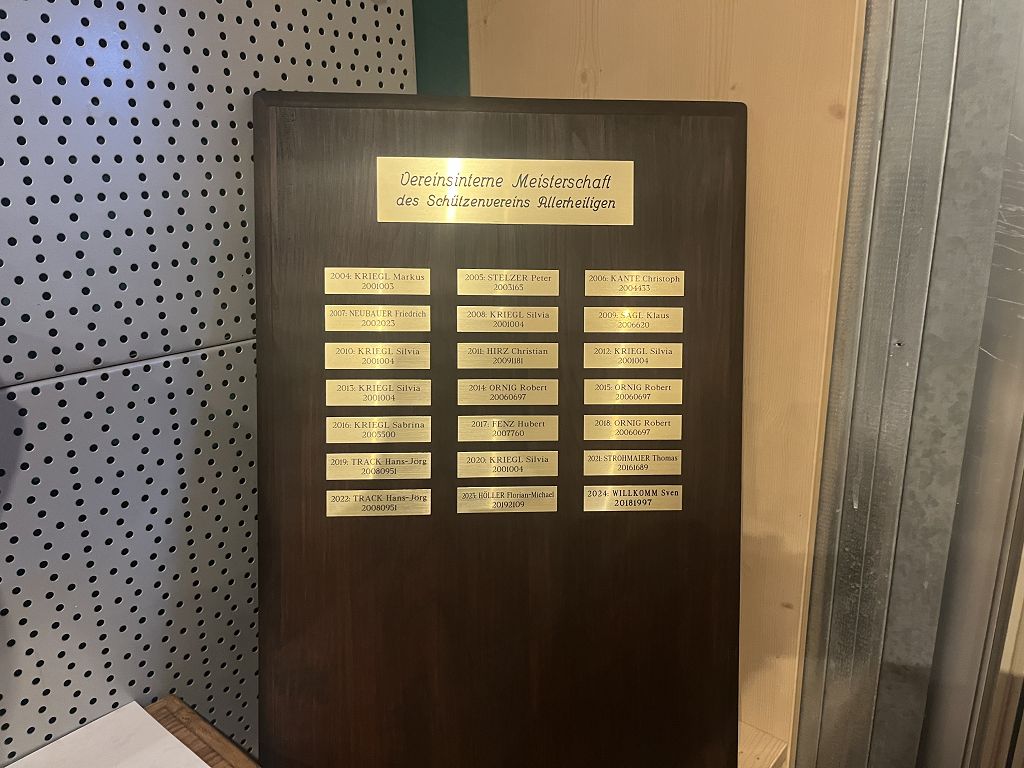 Vereinsinterne Meisterschaft
des Schützenvereins Allerheiligen
2004: KRIEGL Markus
2001003
2005: STELZER Peter
2003165
2006: KANTE Christoph
2004433
2007: NEUBAUER Friedrich
2002023
2008: KRIEGL Silvia
2001004
2009: SAGL Klaus
2006620
2010: KRIEGL Silvia
2001004
2011: HIRZ Christian
20091181
2012: KRIEGL Silvia
2001004
2013: KRIEGL Silvia
2001004
2014: ORNIG Robert
20060697
2015: ORNIG Robert
20060697
2016: KRIEGL Sabrina
2005500
2017: FENZ Hubert
2007760
2018: ORNIG Robert
20060697
2019: TRACK Hans-Jörg
20080951
2020: KRIEGL Silvia
2001004
2021: STROHMAIER Thomas
20161689
2022: TRACK Hans-Jörg
20080951
2023: HÖLLER Florian-Michael
20192109
2024: WILLKOMM Sven
20181997